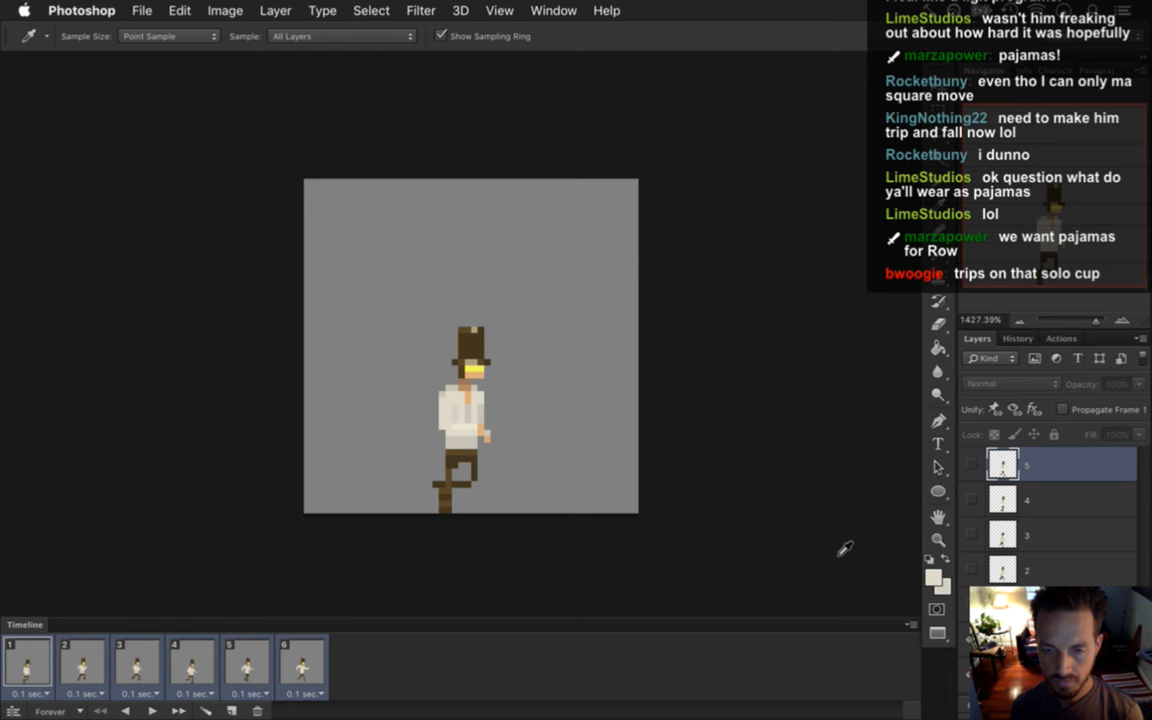 Photoshop File Edit Image Layer Type Select Filter 3D View Window Help
Sample Size: Point Sample Sample: All Layers Show Sampling Ring
LimeStudios wasn't him freaking
out about how hard it was hopefully
marzapower: pajamas!
Rocketbuny even tho I can only ma
square move
KingNothing22 need to make him
trip and fall now lol
Rocketbuny i dunno
LimeStudios ok question what do
ya'll wear as pajamas
LimeStudios lol
marzapower we want pajamas
for Row
bwoogie trips on that solo cup
1427.39%
Layers History Actions
Kind
Normal Opacity: 100%
Unify: Propagate Frame 1
Lock: Fill: 100%
5
4
3
2
Timeline
1 2 3 4 5 6
0.1 sec. 0.1 sec. 0.1 sec. 0.1 sec. 0.1 sec. 0.1 sec.
Forever